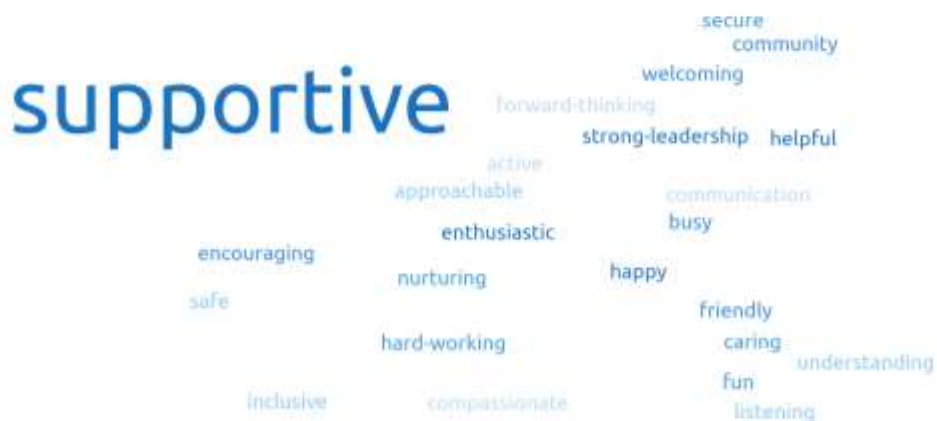 secure
community
welcoming
supportive
forward-thinking
strong-leadership helpful
active
approachable
communication
busy
enthusiastic
encouraging
happy
nurturing
safe
friendly
hard-working
caring
understanding
fun
inclusive
compassionate
listening